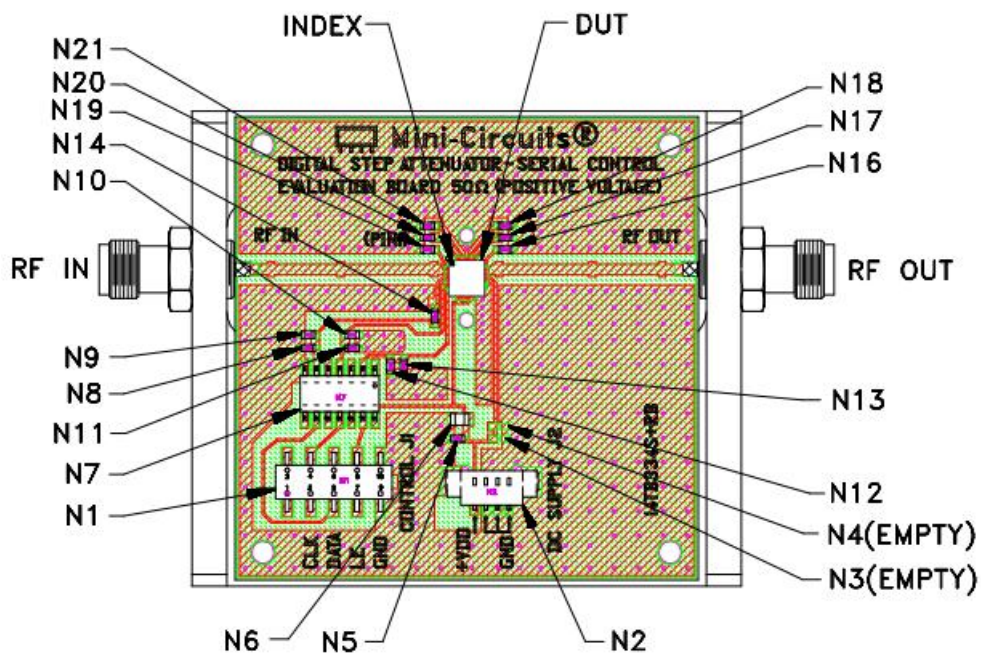 INDEX
DUT
N21
N20
N19
N14
N10
N18
N17
N16
Mini-Circuits®
DIGITAL STEP ATTENUATOR-SERIAL CONTROL
EVALUATION BOARD 50Ω (POSITIVE VOLTAGE)
RF IN
(PIN)
RF OUT
RF IN
RF OUT
N9
N8
N11
N7
N1
N13
N12
N4(EMPTY)
N3(EMPTY)
CONTROL J1
DC SUPPLY J2
CLK
DATA
LE
GND
+VDD
GND
N6
N5
N2